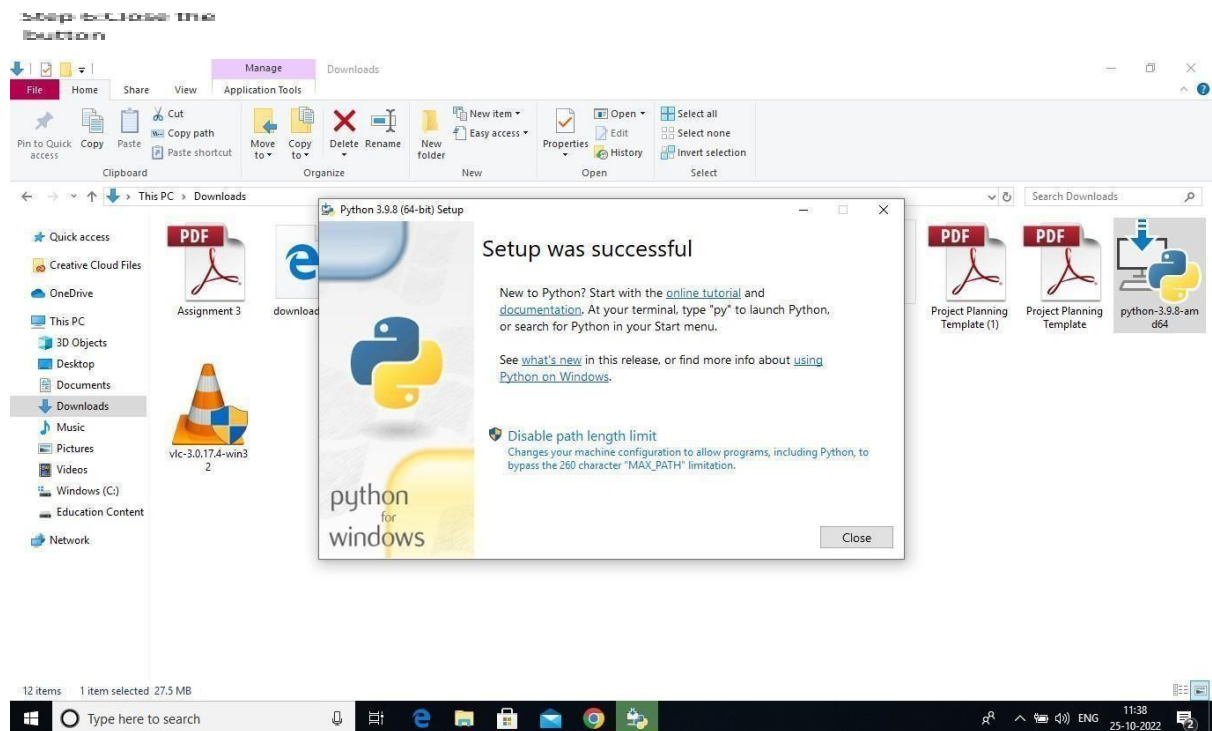 Step 6:Close the
button
Manage
Downloads
File
Home
Share
View
Application Tools
Pin to Quick
access
Copy
Paste
Cut
Copy path
Paste shortcut
Move
to
Copy
to
Delete
Rename
New
folder
New item
Easy access
Properties
Open
Edit
History
Select all
Select none
Invert selection
Clipboard
Organize
New
Open
Select
This PC
Downloads
Search Downloads
Quick access
Creative Cloud Files
OneDrive
This PC
3D Objects
Desktop
Documents
Downloads
Music
Pictures
Videos
Windows (C:)
Education Content
Network
PDF
Assignment 3
download
vlc-3.0.17.4-win3
2
Python 3.9.8 (64-bit) Setup
Setup was successful
New to Python? Start with the online tutorial and
documentation. At your terminal, type "py" to launch Python,
or search for Python in your Start menu.
See what's new in this release, or find more info about using
Python on Windows.
Disable path length limit
Changes your machine configuration to allow programs, including Python, to
bypass the 260 character "MAX_PATH" limitation.
python
for
windows
Close
PDF
Project Planning
Template (1)
PDF
Project Planning
Template
python-3.9.8-am
d64
12 items
1 item selected
27.5 MB
Type here to search
ENG
11:38
25-10-2022
2